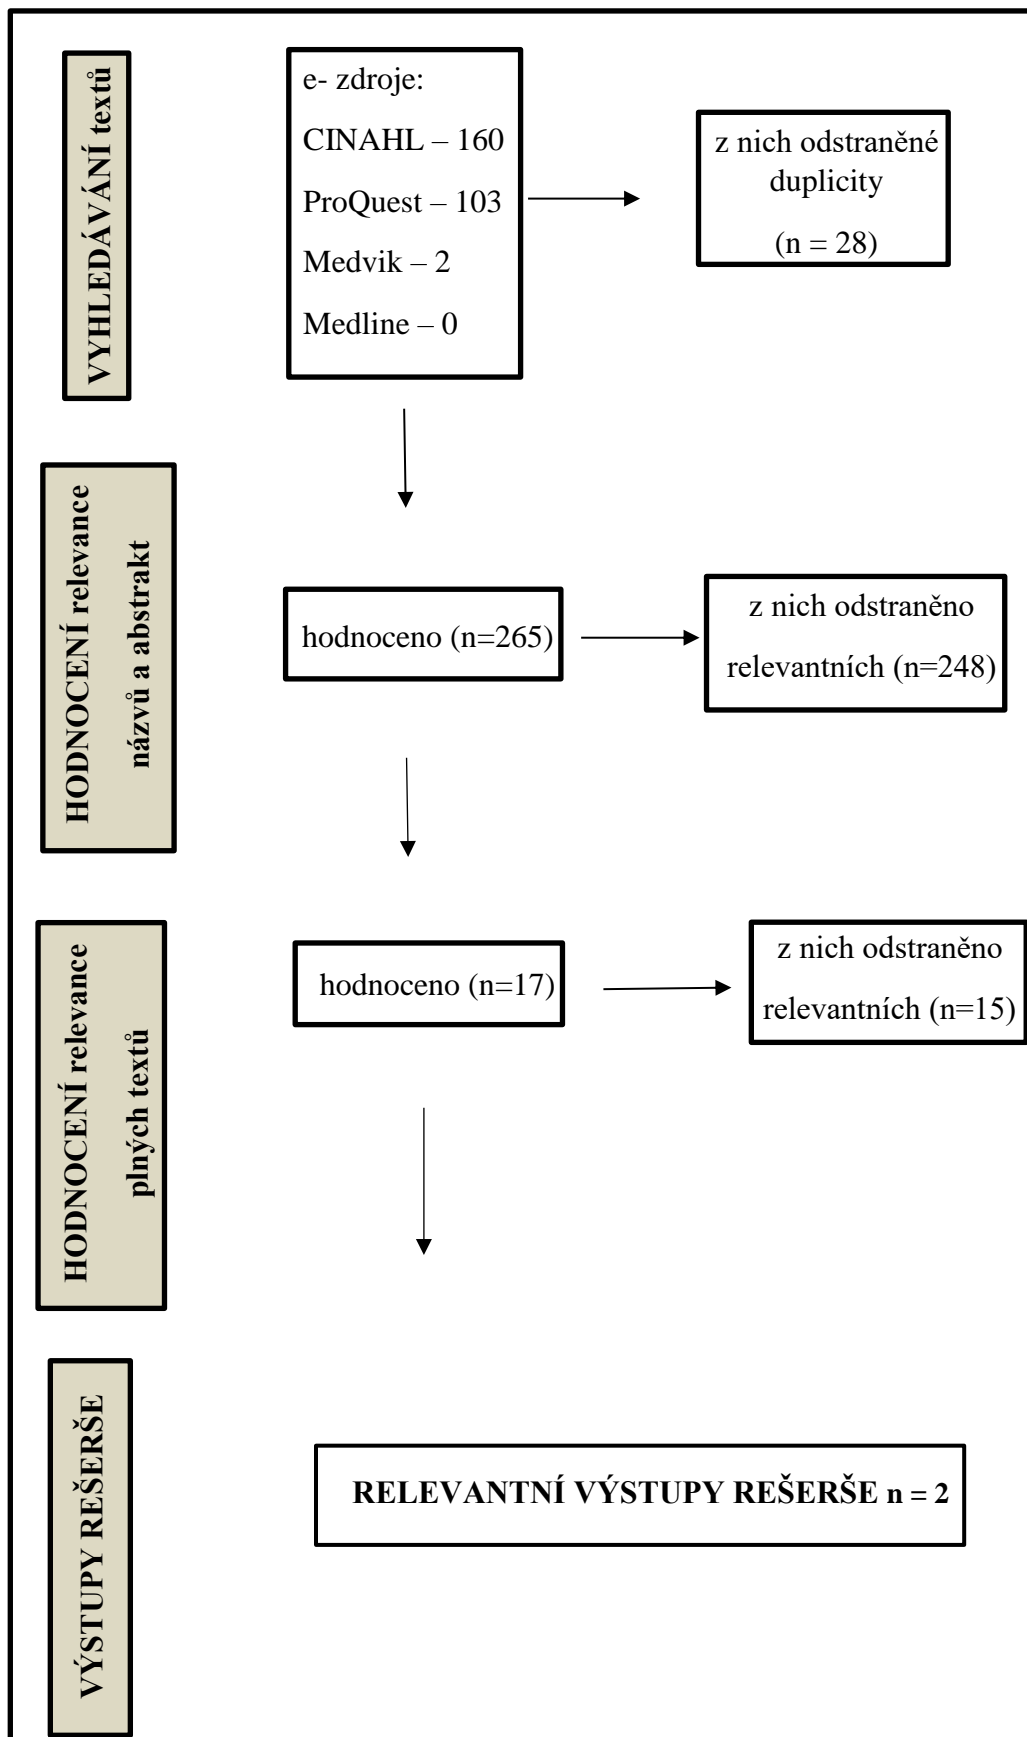 VYHLEDÁVÁNÍ textů
e- zdroje:
CINAHL – 160
ProQuest – 103
Medvik – 2
Medline – 0
z nich odstraněné
duplicity
(n = 28)
HODNOCENÍ relevance
názvů a abstrakt
hodnoceno (n=265)
z nich odstraněno
relevantních (n=248)
HODNOCENÍ relevance
plných textů
hodnoceno (n=17)
z nich odstraněno
relevantních (n=15)
VÝSTUPY REŠERŠE
RELEVANTNÍ VÝSTUPY REŠERŠE n = 2